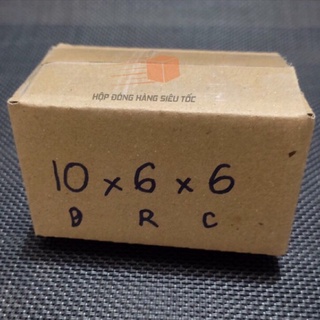 HỘP ĐÓNG HÀNG SIÊU TỐC
10 x 6 x 6
D R C